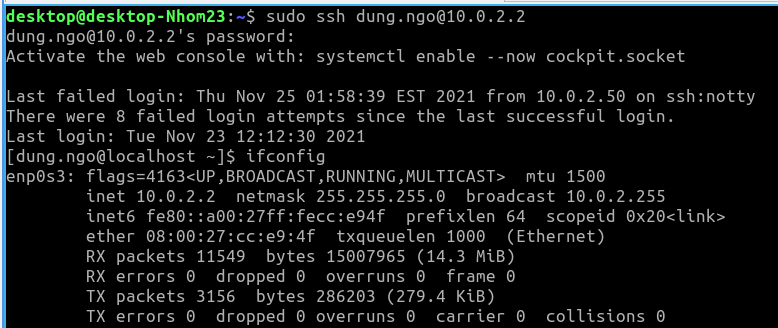 desktop@desktop-Nhom23:~$ sudo ssh dung.ngo@10.0.2.2
dung.ngo@10.0.2.2's password:
Activate the web console with: systemctl enable --now cockpit.socket

Last failed login: Thu Nov 25 01:58:39 EST 2021 from 10.0.2.50 on ssh:notty
There were 8 failed login attempts since the last successful login.
Last login: Tue Nov 23 12:12:30 2021
[dung.ngo@localhost ~]$ ifconfig
enp0s3: flags=4163<UP,BROADCAST,RUNNING,MULTICAST>  mtu 1500
        inet 10.0.2.2  netmask 255.255.255.0  broadcast 10.0.2.255
        inet6 fe80::a00:27ff:fecc:e94f  prefixlen 64  scopeid 0x20<link>
        ether 08:00:27:cc:e9:4f  txqueuelen 1000  (Ethernet)
        RX packets 11549  bytes 15007965 (14.3 MiB)
        RX errors 0  dropped 0  overruns 0  frame 0
        TX packets 3156  bytes 286203 (279.4 KiB)
        TX errors 0  dropped 0 overruns 0  carrier 0  collisions 0